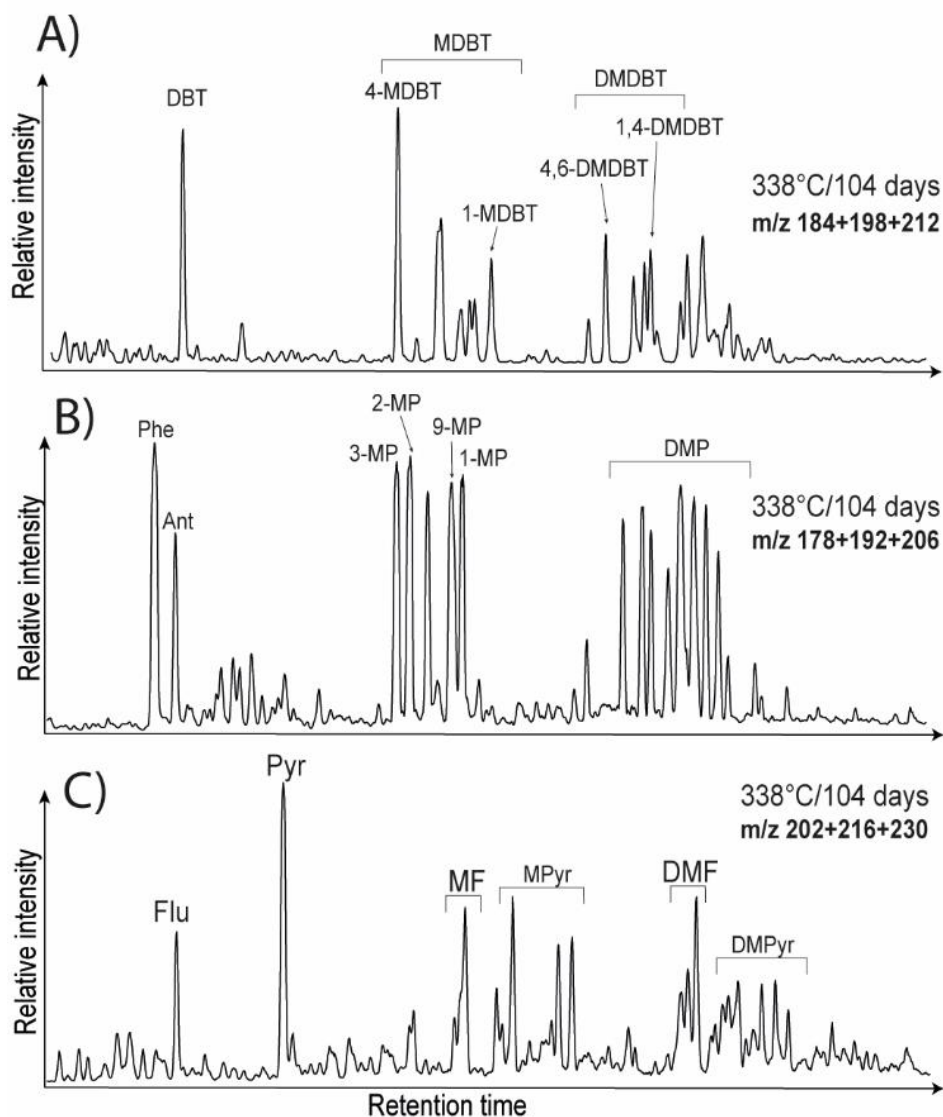 A)
MDBT
DBT
4-MDBT
DMDBT
1,4-DMDBT
4,6-DMDBT
1-MDBT
338°C/104 days
m/z 184+198+212
Relative intensity
B)
Phe
Ant
2-MP
9-MP
3-MP
1-MP
DMP
338°C/104 days
m/z 178+192+206
Relative intensity
C)
Pyr
Flu
MF
MPyr
DMF
DMPyr
338°C/104 days
m/z 202+216+230
Relative intensity
Retention time